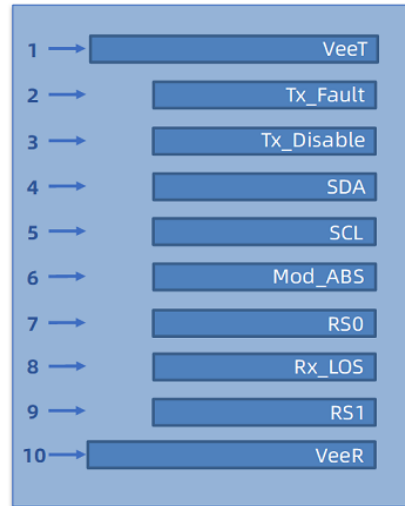 1 VeeT
2 Tx_Fault
3 Tx_Disable
4 SDA
5 SCL
6 Mod_ABS
7 RS0
8 Rx_LOS
9 RS1
10 VeeR